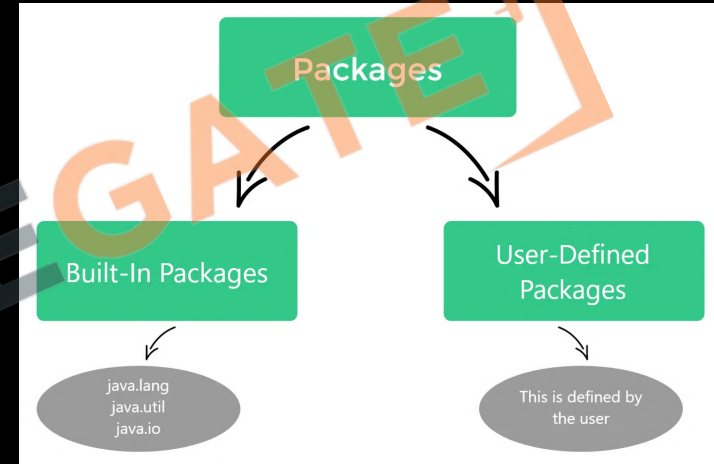 Packages
Built-In Packages
User-Defined
Packages
java.lang
java.util
java.io
This is defined by
the user
EGATE